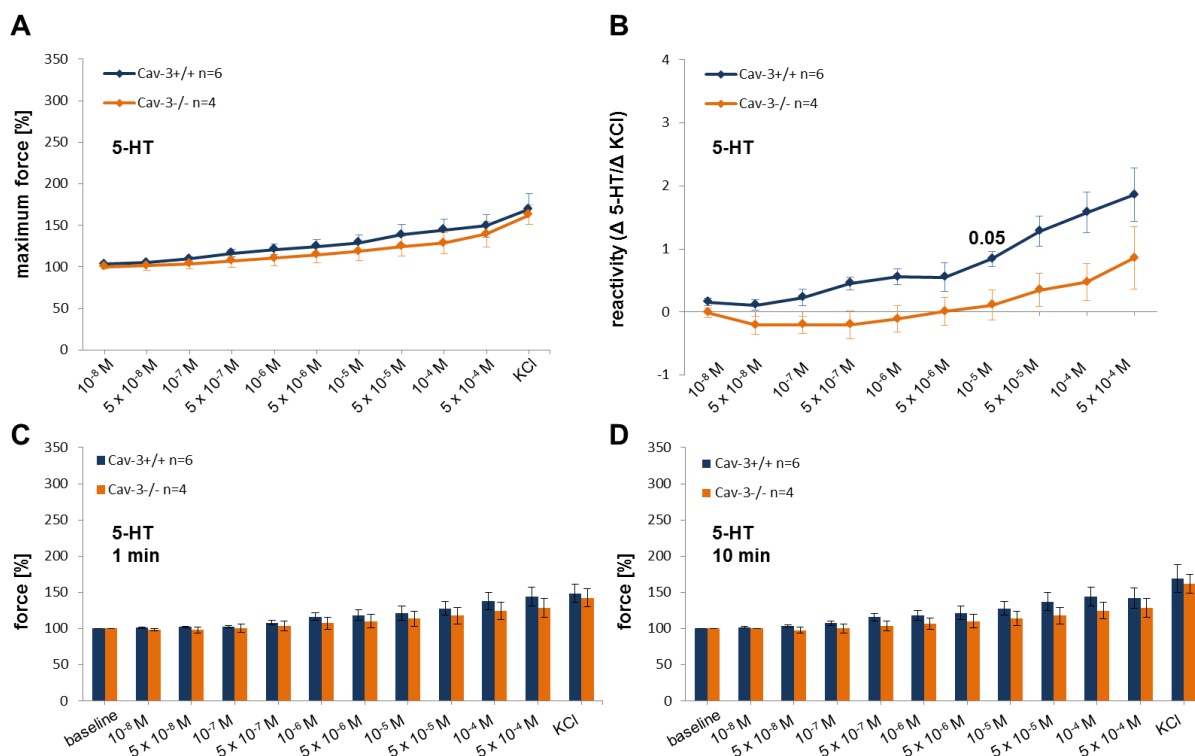 A
maximum force [%]
350
300
250
200
150
100
50
0
Cav-3+/+ n=6
Cav-3-/- n=4
5-HT
10⁻⁸ M
5 x 10⁻⁸ M
10⁻⁷ M
5 x 10⁻⁷ M
10⁻⁶ M
5 x 10⁻⁶ M
10⁻⁵ M
5 x 10⁻⁵ M
10⁻⁴ M
5 x 10⁻⁴ M
KCl
B
reactivity (Δ 5-HT/Δ KCl)
4
3
2
1
0
-1
Cav-3+/+ n=6
Cav-3-/- n=4
5-HT
0.05
10⁻⁸ M
5 x 10⁻⁸ M
10⁻⁷ M
5 x 10⁻⁷ M
10⁻⁶ M
5 x 10⁻⁶ M
10⁻⁵ M
5 x 10⁻⁵ M
10⁻⁴ M
5 x 10⁻⁴ M
C
force [%]
350
300
250
200
150
100
50
0
Cav-3+/+ n=6
Cav-3-/- n=4
5-HT
1 min
baseline
10⁻⁸ M
5 x 10⁻⁸ M
10⁻⁷ M
5 x 10⁻⁷ M
10⁻⁶ M
5 x 10⁻⁶ M
10⁻⁵ M
5 x 10⁻⁵ M
10⁻⁴ M
5 x 10⁻⁴ M
KCl
D
force [%]
350
300
250
200
150
100
50
0
Cav-3+/+ n=6
Cav-3-/- n=4
5-HT
10 min
baseline
10⁻⁸ M
5 x 10⁻⁸ M
10⁻⁷ M
5 x 10⁻⁷ M
10⁻⁸ M
5 x 10⁻⁶ M
10⁻⁵ M
5 x 10⁻⁵ M
10⁻⁴ M
5 x 10⁻⁴ M
KCl